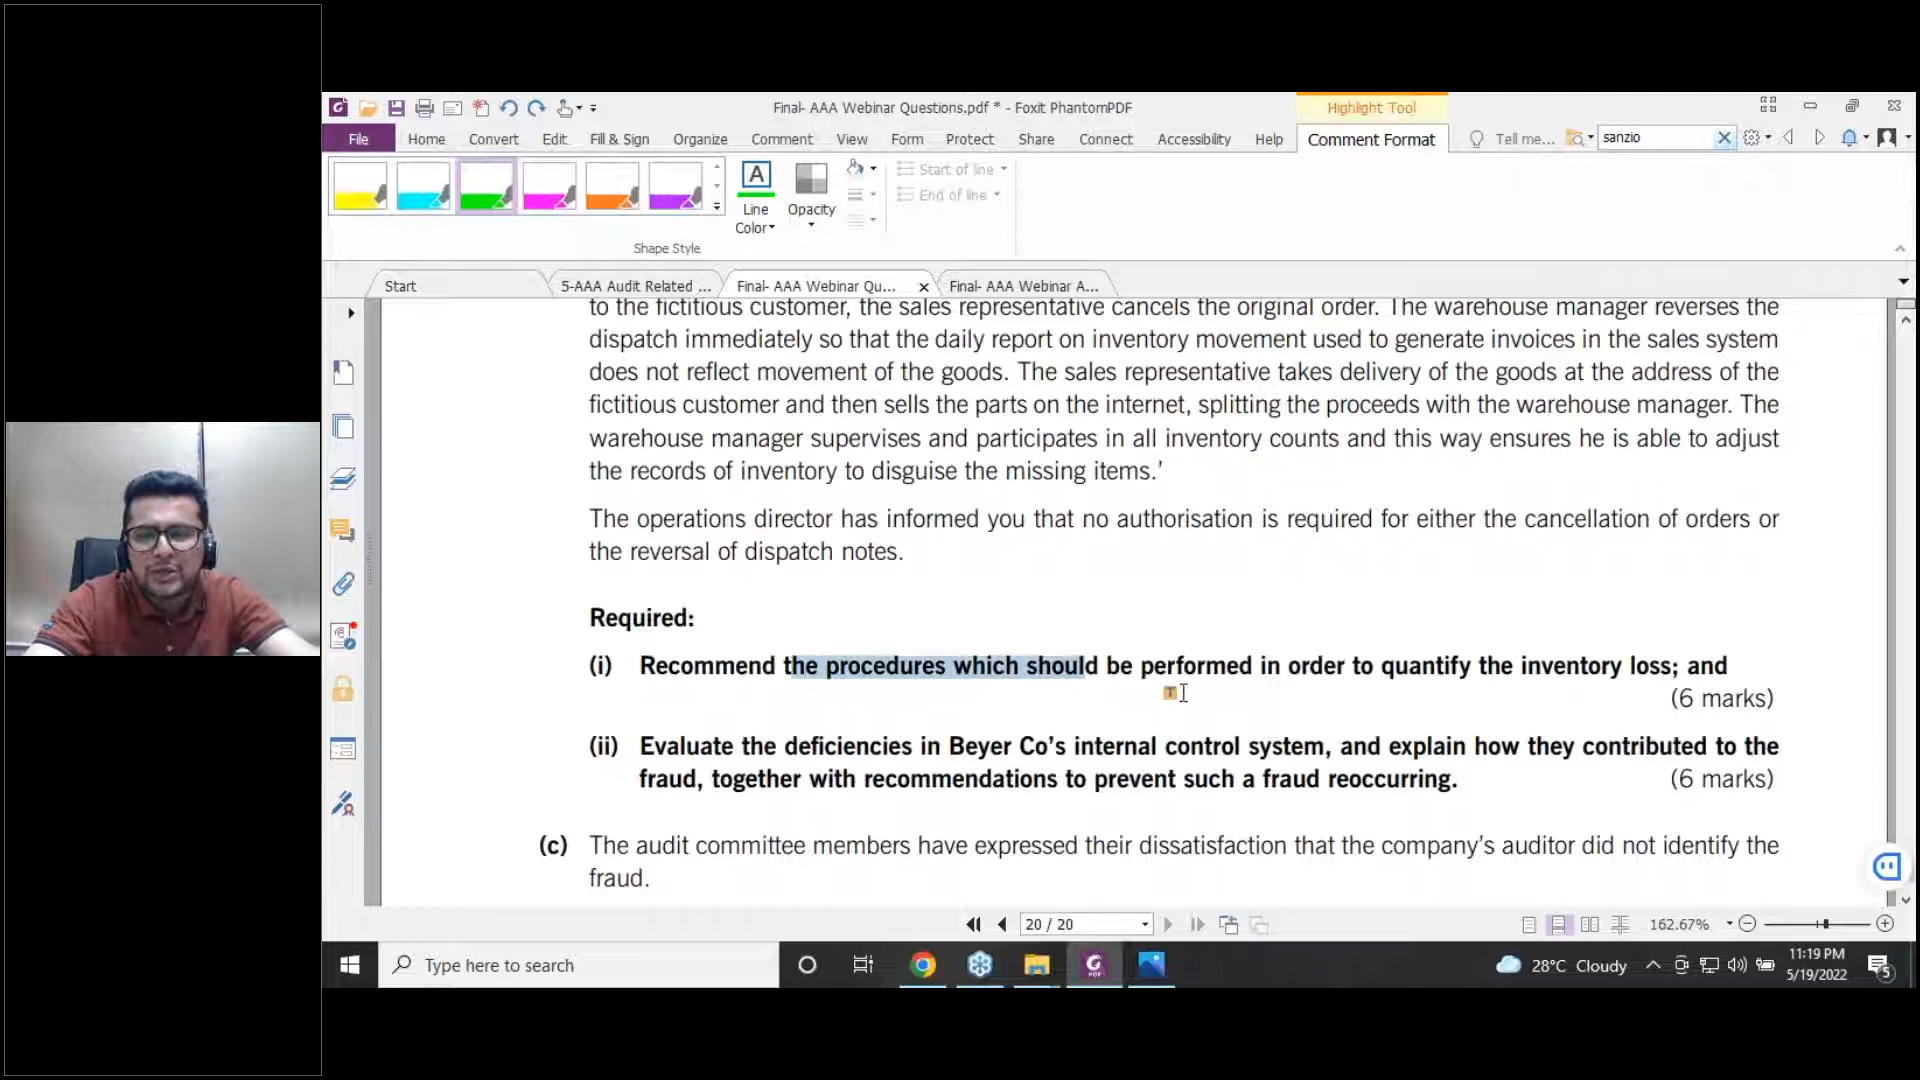 Final- AAA Webinar Questions.pdf * - Foxit PhantomPDF
Highlight Tool
File Home Convert Edit Fill & Sign Organize Comment View Form Protect Share Connect Accessibility Help Comment Format Tell me... sanzio
Line Color
Opacity
Start of line
End of line
Shape Style
Start 5-AAA Audit Related ... Final- AAA Webinar Qu... Final- AAA Webinar A...
to the fictitious customer, the sales representative cancels the original order. The warehouse manager reverses the
dispatch immediately so that the daily report on inventory movement used to generate invoices in the sales system
does not reflect movement of the goods. The sales representative takes delivery of the goods at the address of the
fictitious customer and then sells the parts on the internet, splitting the proceeds with the warehouse manager. The
warehouse manager supervises and participates in all inventory counts and this way ensures he is able to adjust
the records of inventory to disguise the missing items.’
The operations director has informed you that no authorisation is required for either the cancellation of orders or
the reversal of dispatch notes.
Required:
(i) Recommend the procedures which should be performed in order to quantify the inventory loss; and
(6 marks)
(ii) Evaluate the deficiencies in Beyer Co’s internal control system, and explain how they contributed to the
fraud, together with recommendations to prevent such a fraud reoccurring. (6 marks)
(c) The audit committee members have expressed their dissatisfaction that the company’s auditor did not identify the
fraud.
20 / 20
162.67%
Type here to search
28°C Cloudy
11:19 PM
5/19/2022
5